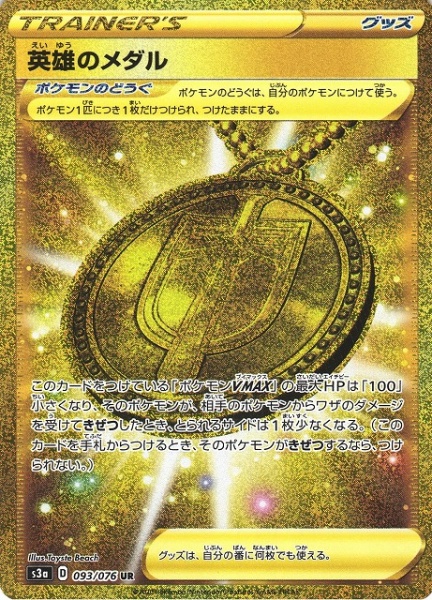 TRAINER'S
グッズ
えいゆう
英雄のメダル
ポケモンのどうぐ
ポケモンのどうぐは、自分のポケモンにつけて使う。
ポケモン1匹につき1枚だけつけられ、つけたままにする。
このカードをつけている「ポケモンVMAX」の最大HPは「100」
小さくなり、そのポケモンが、相手のポケモンからワザのダメージ
を受けてきぜつしたとき、とられるサイドは1枚少なくなる。（この
カードを手札からつけるとき、そのポケモンがきぜつするなら、つけ
られない。）
Illus. Taysta Beach
グッズは、自分の番に何枚でも使える。
s3a D 093/076 UR